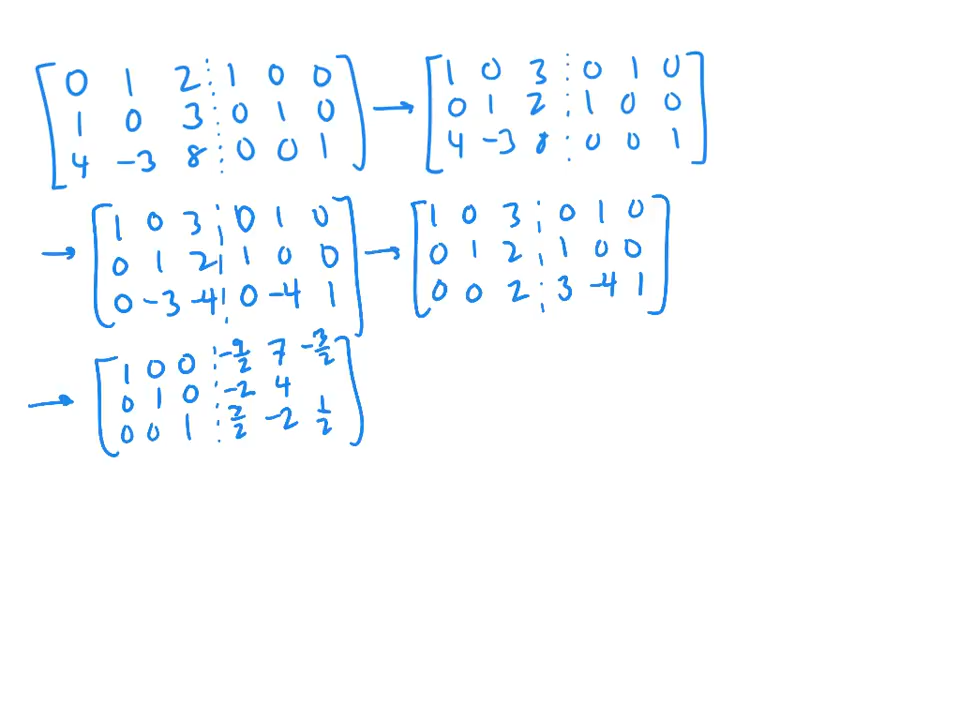 [0 1 2 ⋮ 1 0 0; 1 0 3 ⋮ 0 1 0; 4 -3 8 ⋮ 0 0 1] → [1 0 3 ⋮ 0 1 0; 0 1 2 ⋮ 1 0 0; 4 -3 8 ⋮ 0 0 1]
→ [1 0 3 ⋮ 0 1 0; 0 1 2 ⋮ 1 0 0; 0 -3 -4 ⋮ 0 -4 1] → [1 0 3 ⋮ 0 1 0; 0 1 2 ⋮ 1 0 0; 0 0 2 ⋮ 3 -4 1]
→ [1 0 0 ⋮ -9/2 7 -3/2; 0 1 0 ⋮ -2 4; 0 0 1 ⋮ 3/2 -2 1/2]